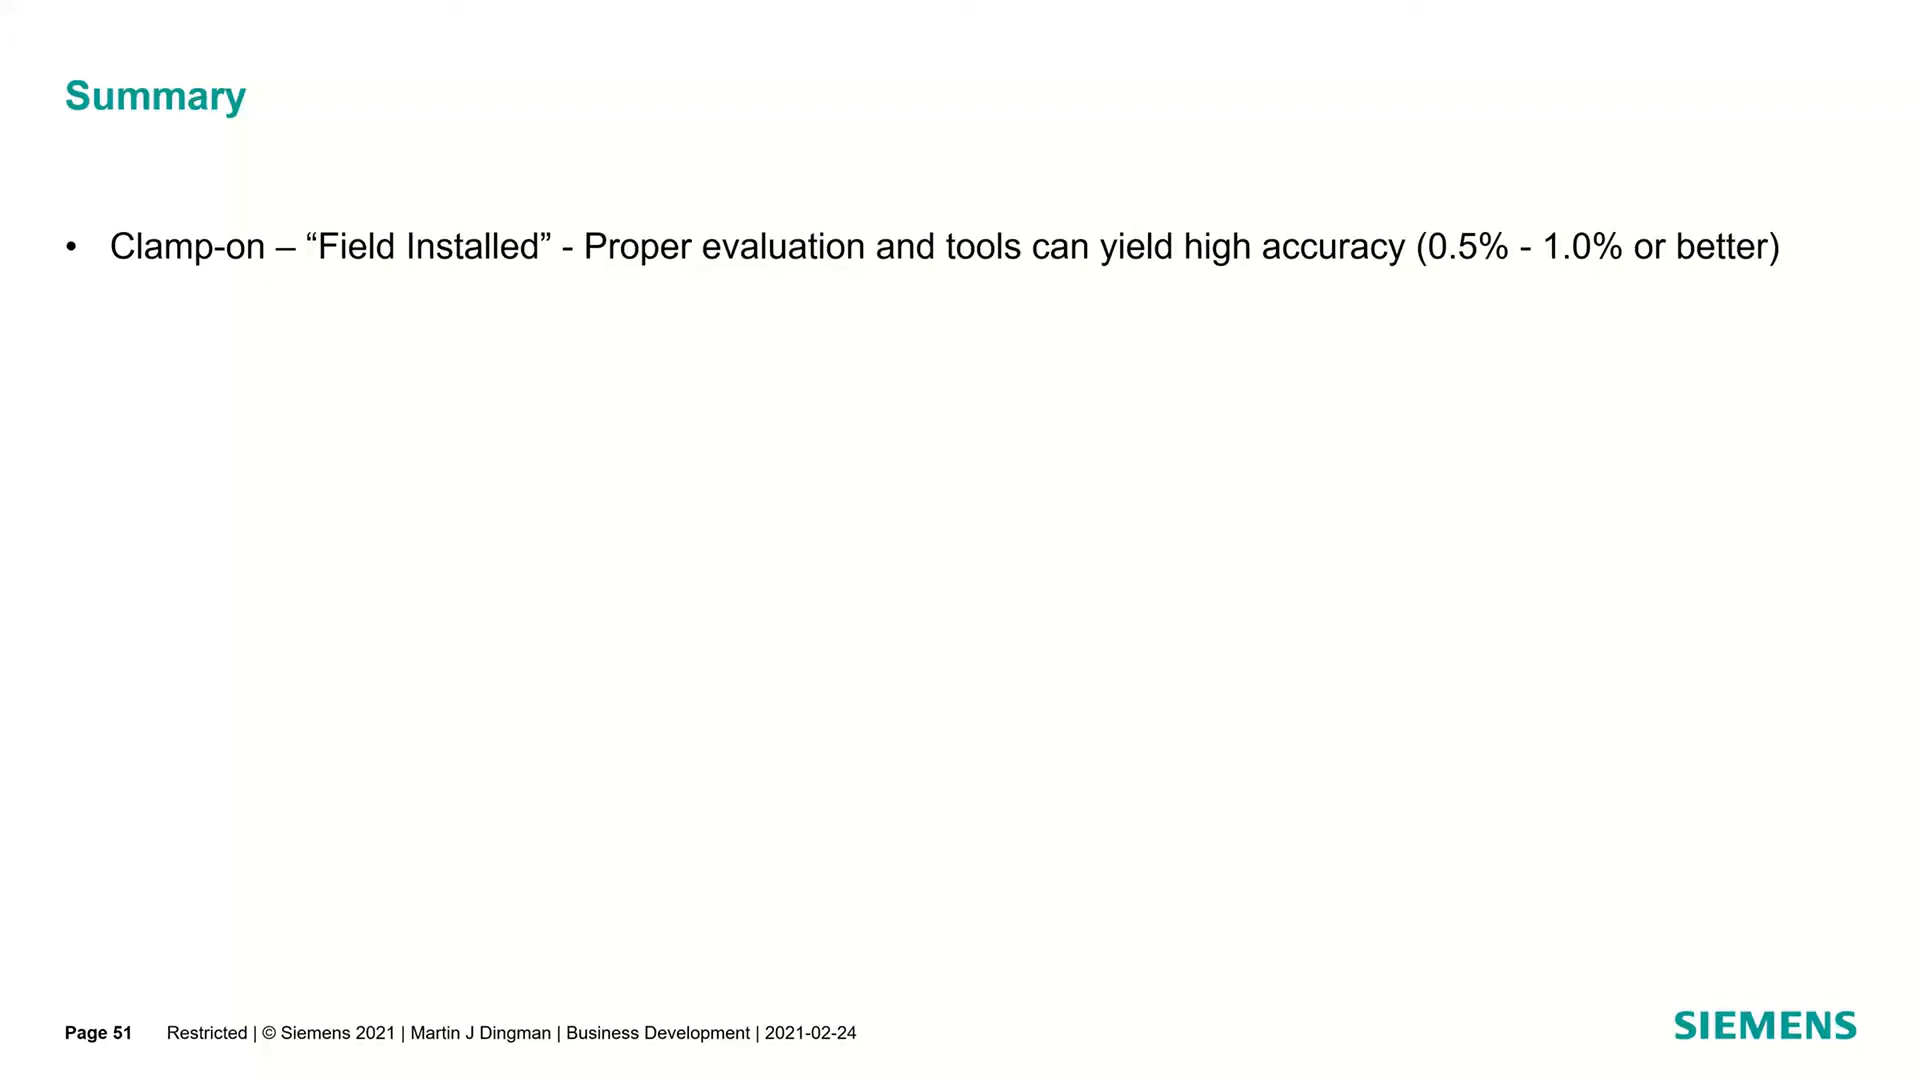 Summary
• Clamp-on – “Field Installed” - Proper evaluation and tools can yield high accuracy (0.5% - 1.0% or better)
Page 51 Restricted | © Siemens 2021 | Martin J Dingman | Business Development | 2021-02-24
SIEMENS